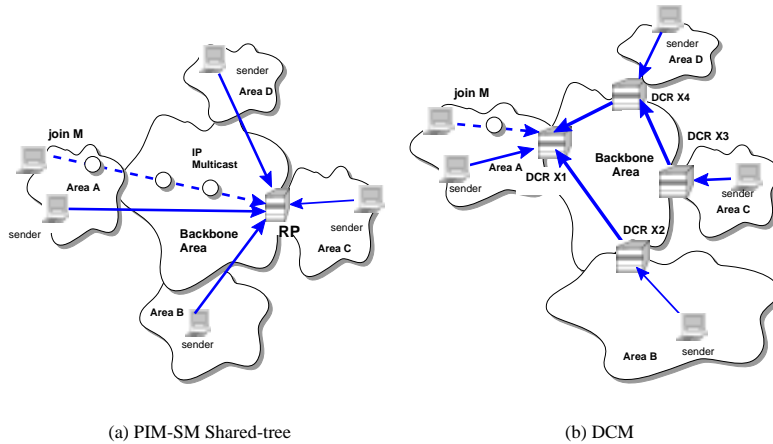 sender
Area D
join M
IP
Multicast
Area A
sender
Backbone
Area
RP
sender
Area C
Area B
sender
(a) PIM-SM Shared-tree
sender
Area D
join M
DCR X4
DCR X3
Area A
sender
DCR X1
Backbone
Area
sender
Area C
DCR X2
Area B
sender
(b) DCM